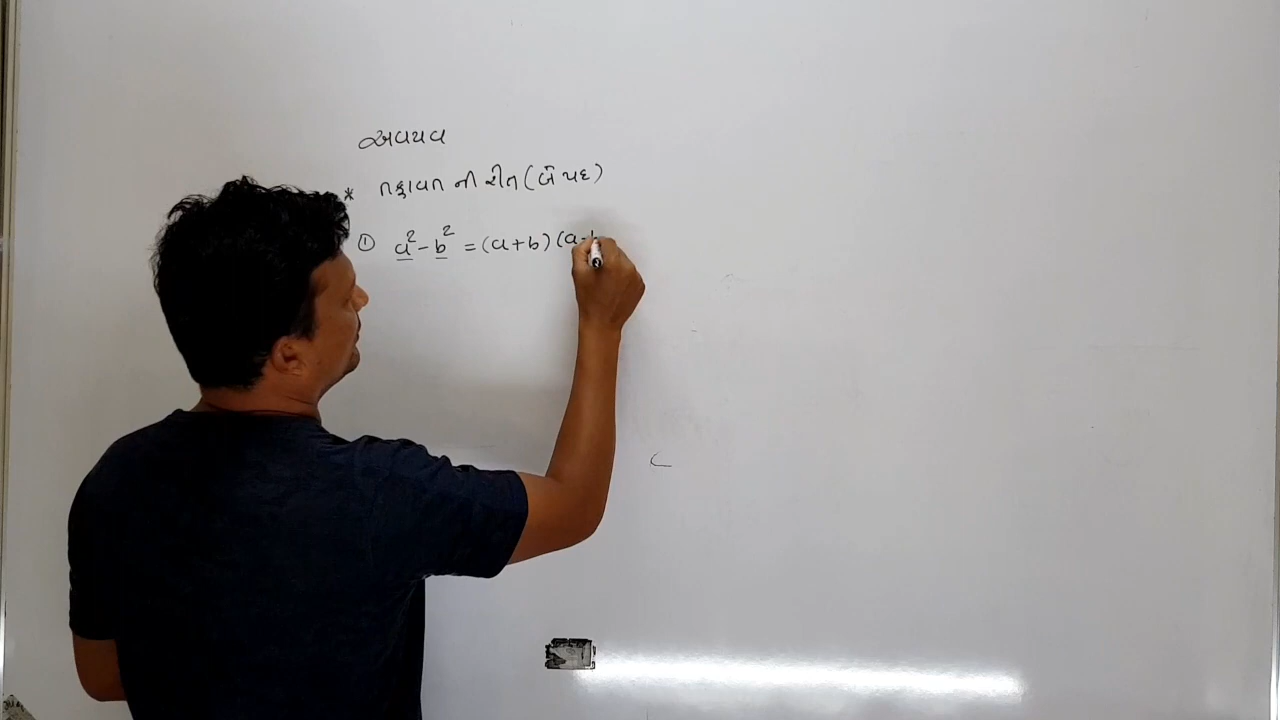 અવયવ
* તફાવત ની રીત (બે પદ)
① a² - b² = (a + b) (a - b